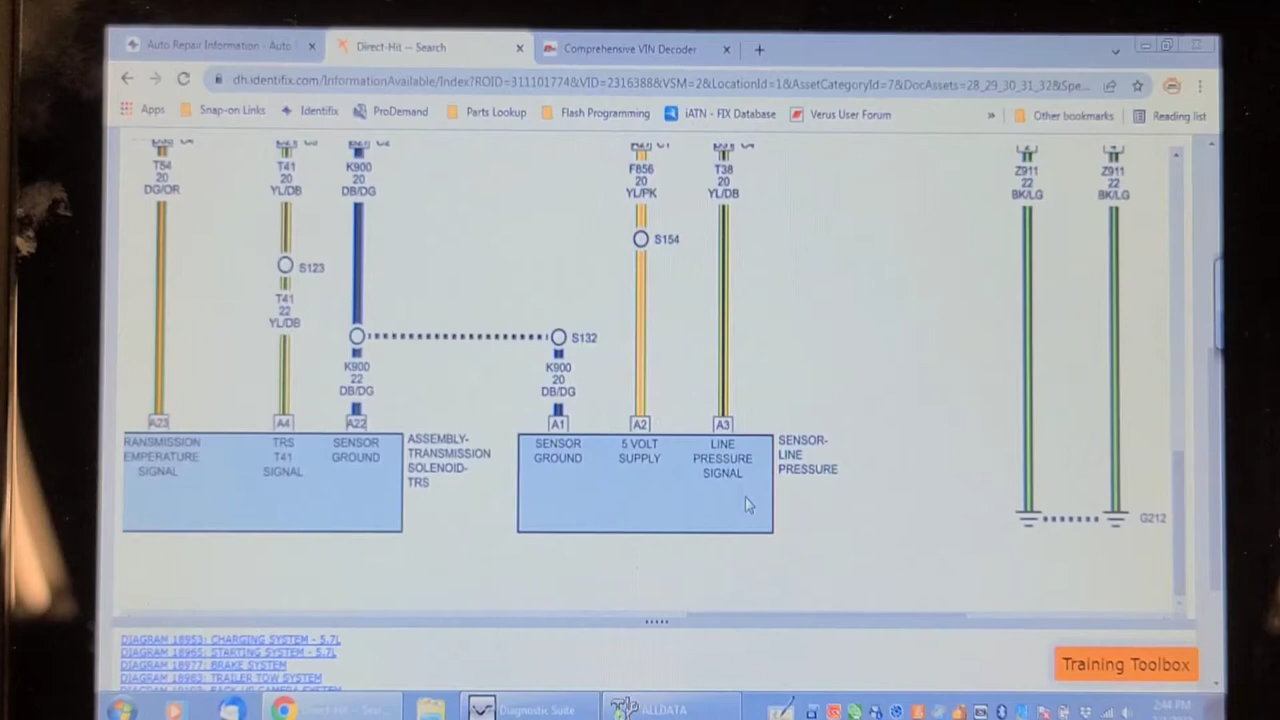 Auto Repair Information - Auto
Direct-Hit -- Search
Comprehensive VIN Decoder
dh.identifix.com/InformationAvailable/Index?ROID=311101774&VID=2316388&VSM=2&LocationId=1&AssetCategoryId=7&DocAssets=28_29_30_31_32&Spe...
Apps
Snap-on Links
Identifix
ProDemand
Parts Lookup
Flash Programming
iATN - FIX Database
Verus User Forum
»
Other bookmarks
Reading list
T54
20
DG/OR
T41
20
YL/DB
K900
20
DB/DG
F856
20
YL/PK
T38
20
YL/DB
Z911
22
BK/LG
Z911
22
BK/LG
S154
S123
T41
22
YL/DB
S132
K900
22
DB/DG
K900
20
DB/DG
A23
A4
A22
A1
A2
A3
RANSMISSION
EMPERATURE
SIGNAL
TRS
T41
SIGNAL
SENSOR
GROUND
ASSEMBLY-
TRANSMISSION
SOLENOID-
TRS
SENSOR
GROUND
5 VOLT
SUPPLY
LINE
PRESSURE
SIGNAL
SENSOR-
LINE
PRESSURE
G212
DIAGRAM 18953: CHARGING SYSTEM - 5.7L
DIAGRAM 18965: STARTING SYSTEM - 5.7L
DIAGRAM 18977: BRAKE SYSTEM
DIAGRAM 18983: TRAILER TOW SYSTEM
Training Toolbox
Direct-Hit -- Sear...
Diagnostic Suite
ALLDATA
2:44 PM